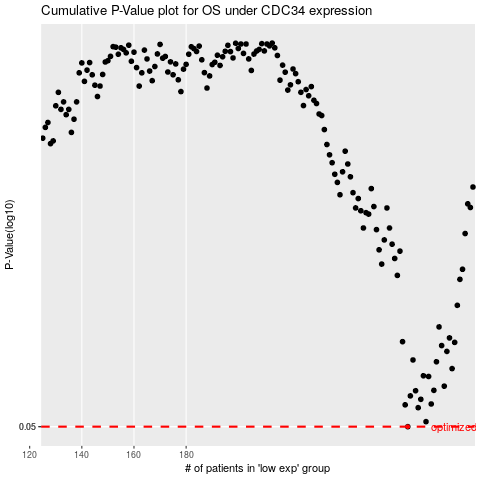 Cumulative P-Value plot for OS under CDC34 expression
P-Value(log10)
0.05
optimized
120 140 160 180
# of patients in 'low exp' group